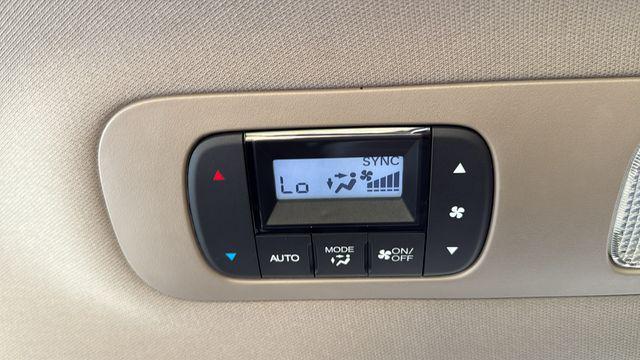 SYNC
Lo
AUTO
MODE
ON/
OFF